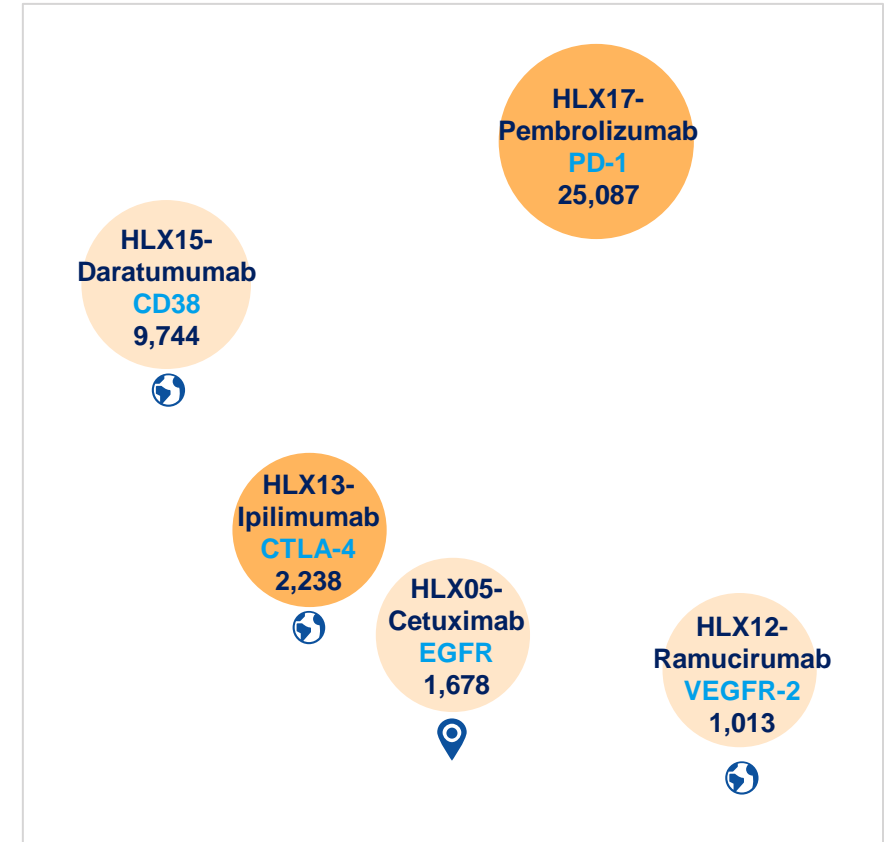 HLX17-
Pembrolizumab
PD-1
25,087
HLX15-
Daratumumab
CD38
9,744
HLX13-
Ipilimumab
CTLA-4
2,238
HLX05-
Cetuximab
EGFR
1,678
HLX12-
Ramucirumab
VEGFR-2
1,013